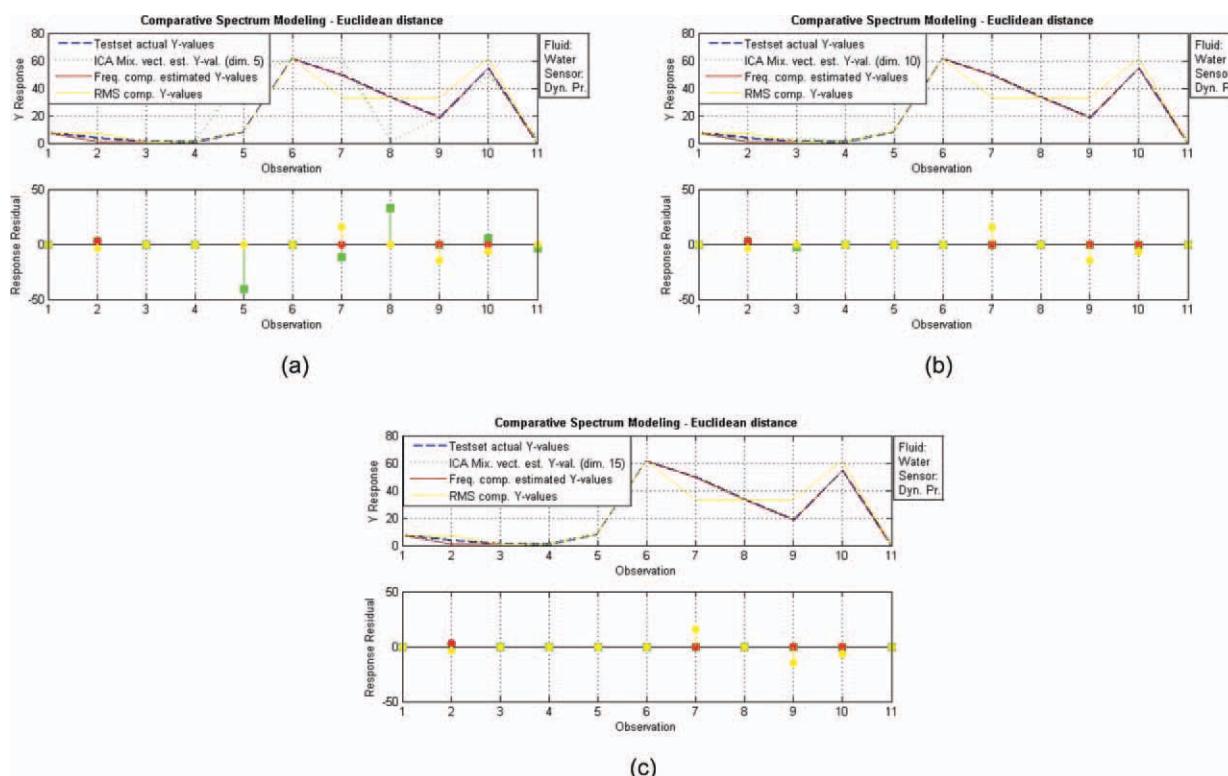 Comparative Spectrum Modeling - Euclidean distance
80
60
40
20
0
Y Response
Testset actual Y-values
ICA Mix. vect. est. Y-val. (dim. 5)
Freq. comp. estimated Y-values
RMS comp. Y-values
Fluid:
Water
Sensor:
Dyn. Pr.
1 2 3 4 5 6 7 8 9 10 11
Observation
50
0
-50
Response Residual
1 2 3 4 5 6 7 8 9 10 11
Observation
(a)
Comparative Spectrum Modeling - Euclidean distance
80
60
40
20
0
Y Response
Testset actual Y-values
ICA Mix. vect. est. Y-val. (dim. 10)
Freq. comp. estimated Y-values
RMS comp. Y-values
Fluid:
Water
Sensor:
Dyn. Pr.
1 2 3 4 5 6 7 8 9 10 11
Observation
50
0
-50
Response Residual
1 2 3 4 5 6 7 8 9 10 11
Observation
(b)
Comparative Spectrum Modeling - Euclidean distance
80
60
40
20
0
Y Response
Testset actual Y-values
ICA Mix. vect. est. Y-val. (dim. 15)
Freq. comp. estimated Y-values
RMS comp. Y-values
Fluid:
Water
Sensor:
Dyn. Pr.
1 2 3 4 5 6 7 8 9 10 11
Observation
50
0
-50
Response Residual
1 2 3 4 5 6 7 8 9 10 11
Observation
(c)